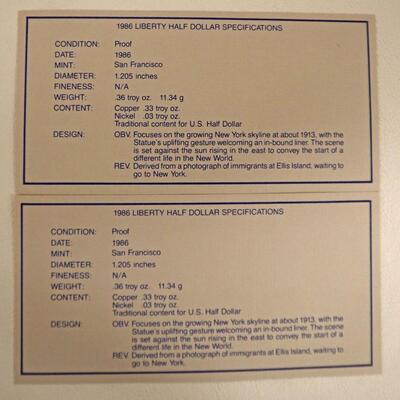 1986 LIBERTY HALF DOLLAR SPECIFICATIONS
CONDITION: Proof
DATE: 1986
MINT: San Francisco
DIAMETER: 1.205 inches
FINENESS: N/A
WEIGHT: .36 troy oz. 11.34 g
CONTENT: Copper .33 troy oz.
Nickel .03 troy oz.
Traditional content for U.S. Half Dollar
DESIGN: OBV. Focuses on the growing New York skyline at about 1913, with the
Statue's uplifting gesture welcoming an in-bound liner. The scene
is set against the sun rising in the east to convey the start of a
different life in the New World.
REV. Derived from a photograph of immigrants at Ellis Island, waiting to
go to New York.
1986 LIBERTY HALF DOLLAR SPECIFICATIONS
CONDITION: Proof
DATE: 1986
MINT: San Francisco
DIAMETER: 1.205 inches
FINENESS: N/A
WEIGHT: .36 troy oz. 11.34 g
CONTENT: Copper .33 troy oz.
Nickel .03 troy oz.
Traditional content for U.S. Half Dollar
DESIGN: OBV. Focuses on the growing New York skyline at about 1913, with the
Statue's uplifting gesture welcoming an in-bound liner. The scene
is set against the sun rising in the east to convey the start of a
different life in the New World.
REV. Derived from a photograph of immigrants at Ellis Island, waiting to
go to New York.